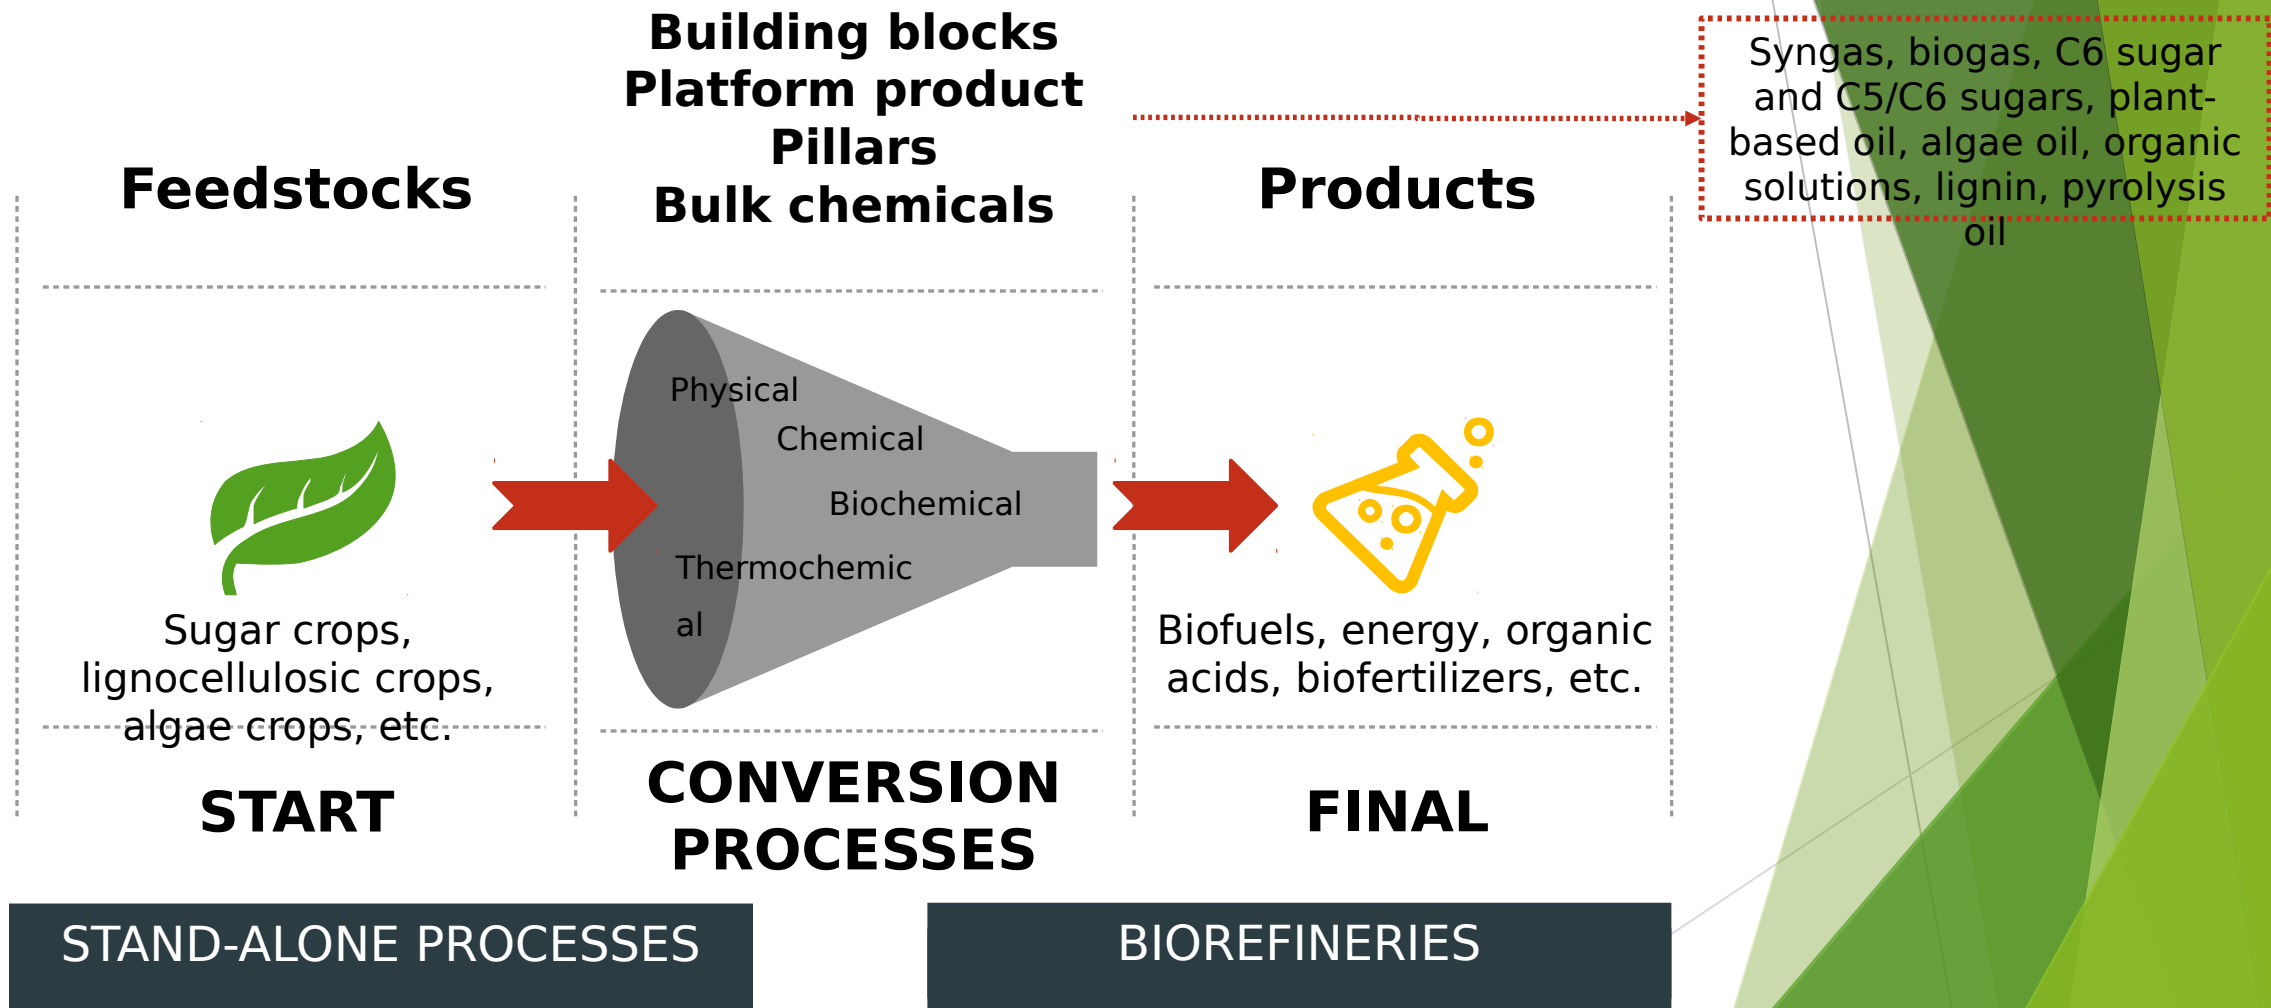 Building blocks
Platform product
Pillars
Bulk chemicals
Syngas, biogas, C6 sugar
and C5/C6 sugars, plant-
based oil, algae oil, organic
solutions, lignin, pyrolysis
oil
Feedstocks
Products
Physical
Chemical
Biochemical
Thermochemic
al
Sugar crops,
lignocellulosic crops,
algae crops, etc.
Biofuels, energy, organic
acids, biofertilizers, etc.
START
CONVERSION
PROCESSES
FINAL
STAND-ALONE PROCESSES
BIOREFINERIES